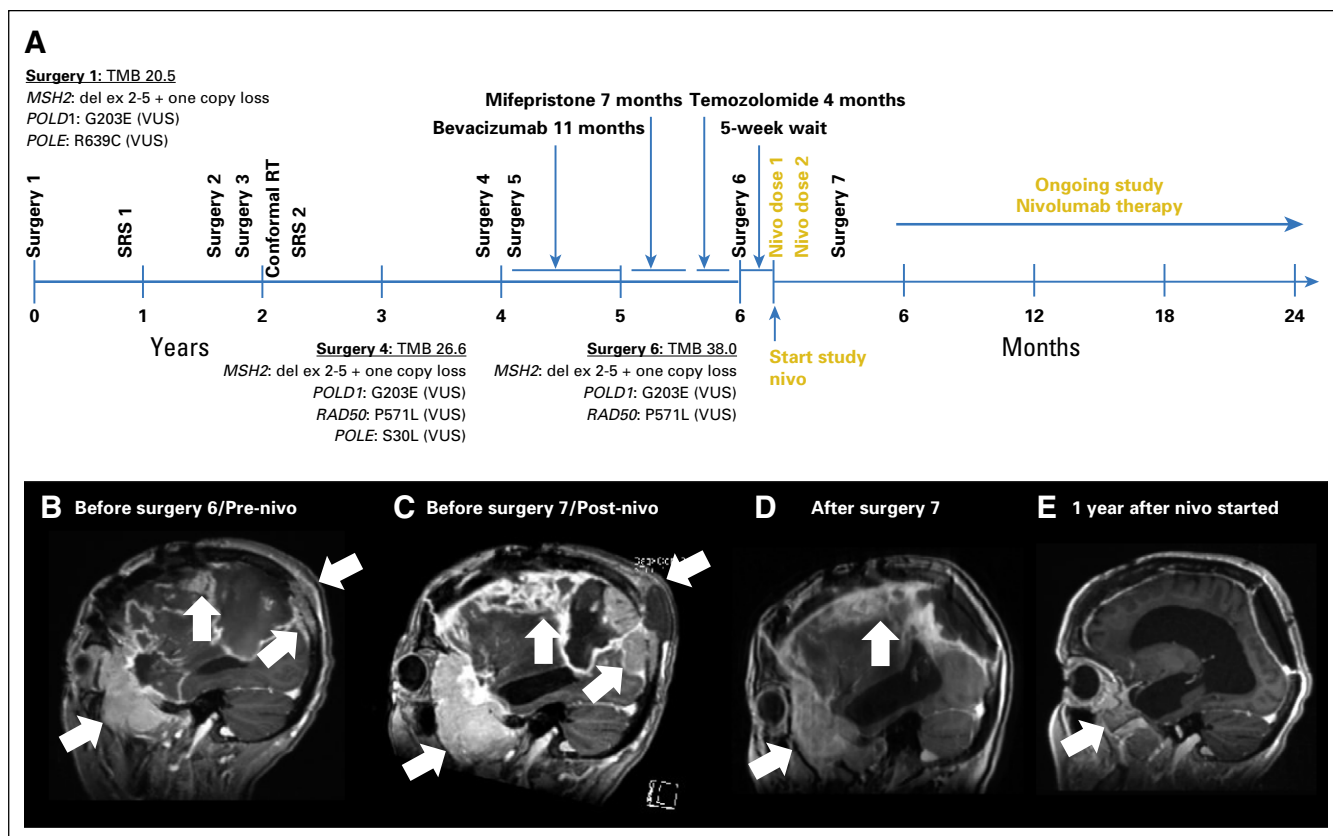 A
Surgery 1: TMB 20.5
MSH2: del ex 2-5 + one copy loss
POLD1: G203E (VUS)
POLE: R639C (VUS)
Mifepristone 7 months
Temozolomide 4 months
Bevacizumab 11 months
5-week wait
Surgery 1
SRS 1
Surgery 2
Surgery 3
Conformal RT
SRS 2
Surgery 4
Surgery 5
Surgery 6
Nivo dose 1
Nivo dose 2
Surgery 7
Ongoing study
Nivolumab therapy
0 1 2 3 4 5 6 6 12 18 24
Years
Months
Start study
nivo
Surgery 4: TMB 26.6
MSH2: del ex 2-5 + one copy loss
POLD1: G203E (VUS)
RAD50: P571L (VUS)
POLE: S30L (VUS)
Surgery 6: TMB 38.0
MSH2: del ex 2-5 + one copy loss
POLD1: G203E (VUS)
RAD50: P571L (VUS)
B Before surgery 6/Pre-nivo
C Before surgery 7/Post-nivo
D After surgery 7
E 1 year after nivo started